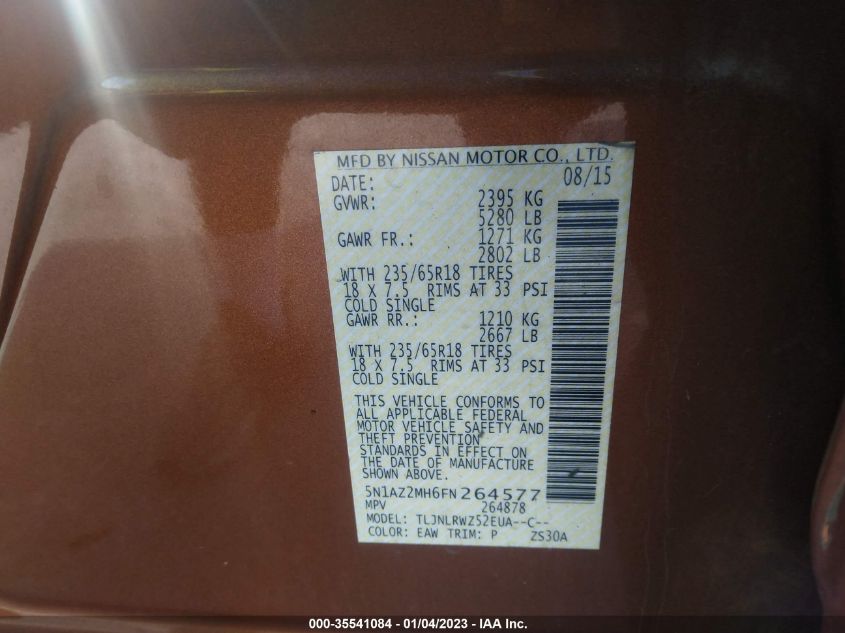 MFD BY NISSAN MOTOR CO., LTD.
DATE: 08/15
GVWR: 2395 KG
5280 LB
GAWR FR.: 1271 KG
2802 LB
WITH 235/65R18 TIRES
18 X 7.5 RIMS AT 33 PSI
COLD SINGLE
GAWR RR.: 1210 KG
2667 LB
WITH 235/65R18 TIRES
18 X 7.5 RIMS AT 33 PSI
COLD SINGLE
THIS VEHICLE CONFORMS TO
ALL APPLICABLE FEDERAL
MOTOR VEHICLE SAFETY AND
THEFT PREVENTION
STANDARDS IN EFFECT ON
THE DATE OF MANUFACTURE
SHOWN ABOVE.
5N1AZ2MH6FN264577
MPV 264878
MODEL: TLJNLRWZ52EUA--C--
COLOR: EAW TRIM: P ZS30A
000-35541084 - 01/04/2023 - IAA Inc.